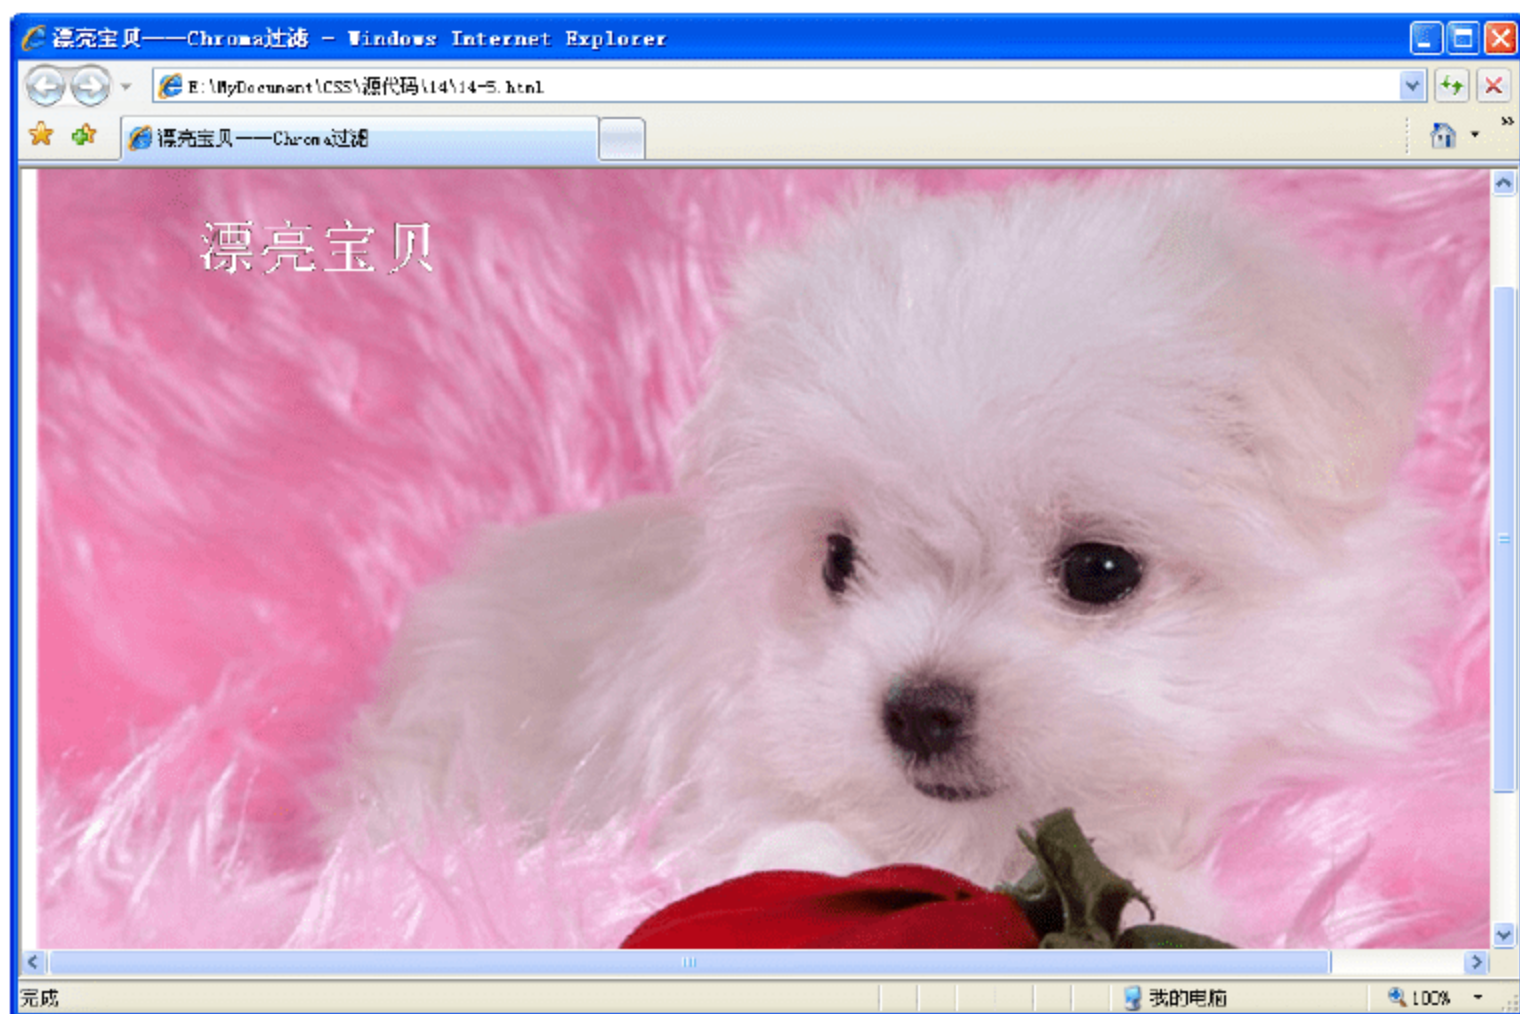 漂亮宝贝——Chroma过滤 - Windows Internet Explorer
E:\MyDocument\CSS\源代码\14\14-5.html
漂亮宝贝——Chroma过滤
漂亮宝贝
完成 我的电脑 100%